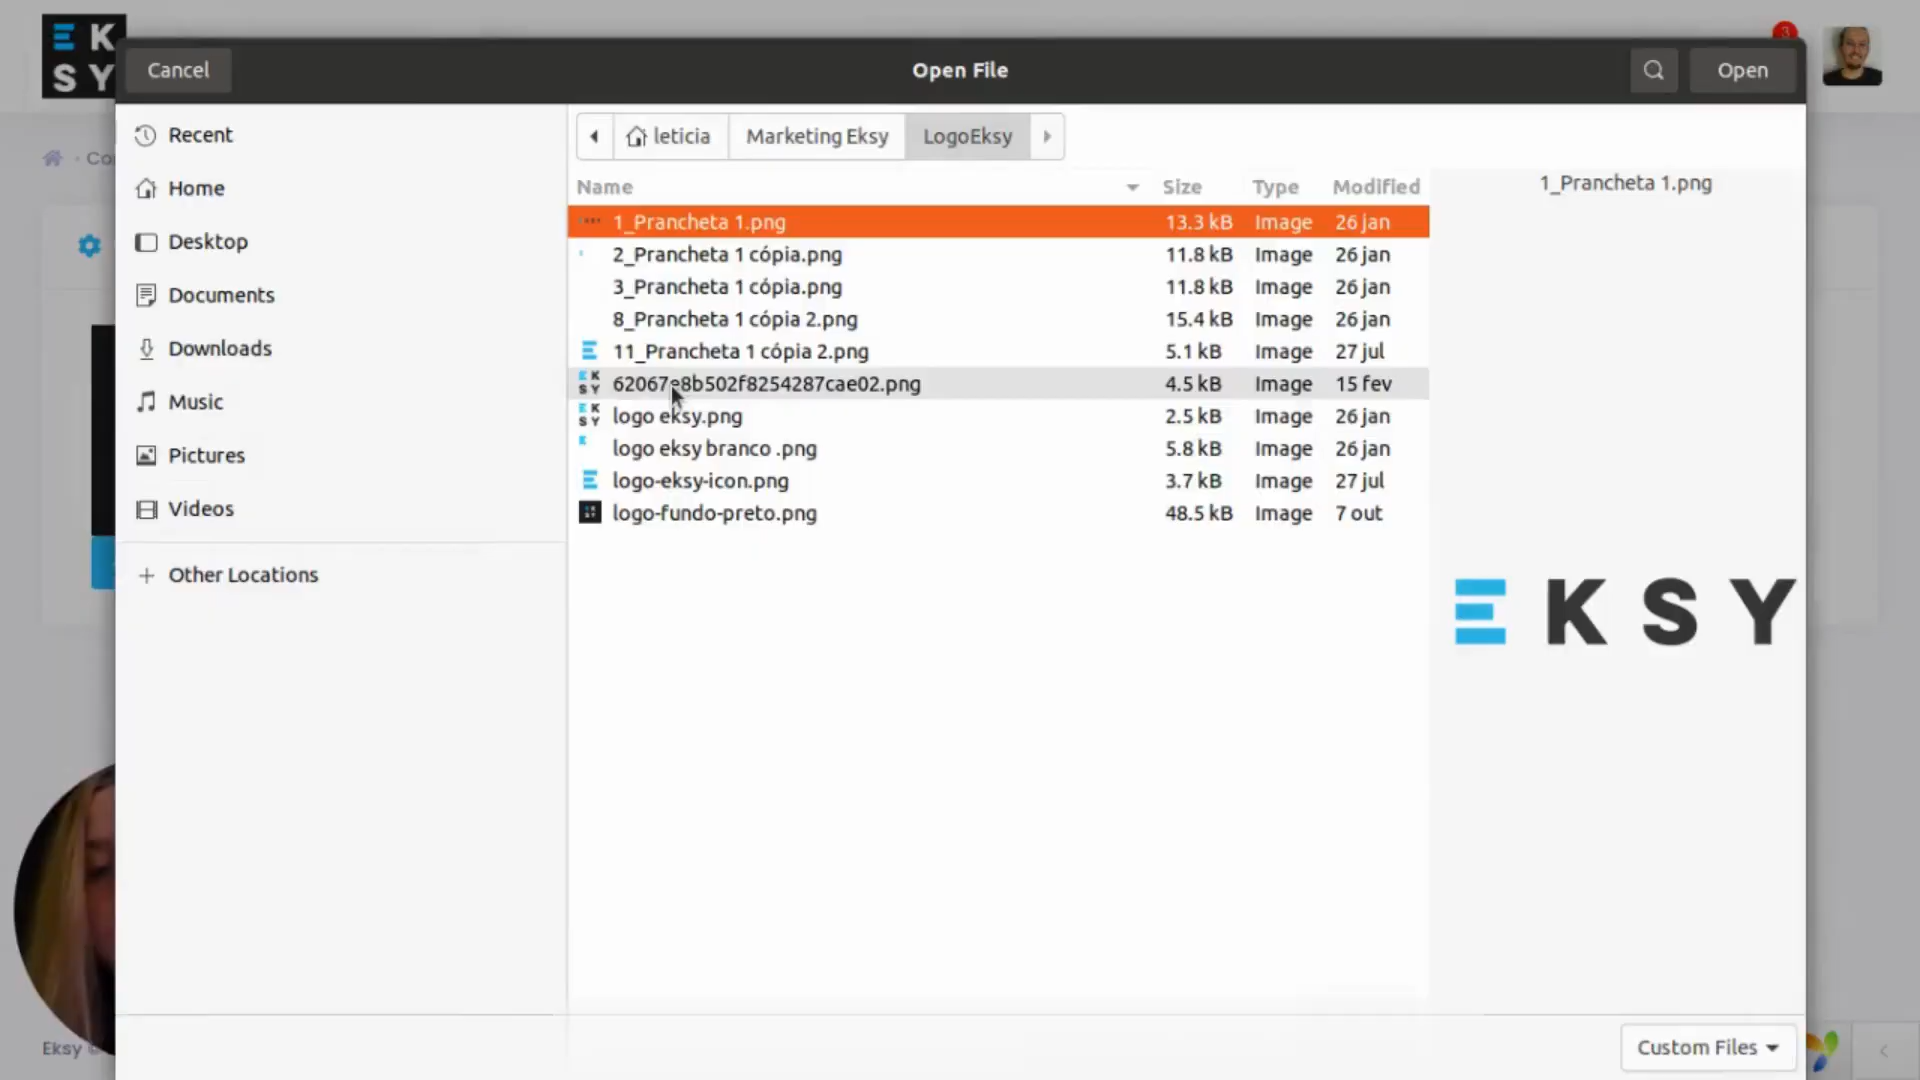 E K
S Y
Cancel
Open File
3
Open
Recent
Home
Desktop
Documents
Downloads
Music
Pictures
Videos
Other Locations
leticia
Marketing Eksy
LogoEksy
Name Size Type Modified
1_Prancheta 1.png 13.3 kB Image 26 jan
2_Prancheta 1 cópia.png 11.8 kB Image 26 jan
3_Prancheta 1 cópia.png 11.8 kB Image 26 jan
8_Prancheta 1 cópia 2.png 15.4 kB Image 26 jan
11_Prancheta 1 cópia 2.png 5.1 kB Image 27 jul
62067e8b502f8254287cae02.png 4.5 kB Image 15 fev
logo eksy.png 2.5 kB Image 26 jan
logo eksy branco .png 5.8 kB Image 26 jan
logo-eksy-icon.png 3.7 kB Image 27 jul
logo-fundo-preto.png 48.5 kB Image 7 out
1_Prancheta 1.png
EKSY
Custom Files
Eksy